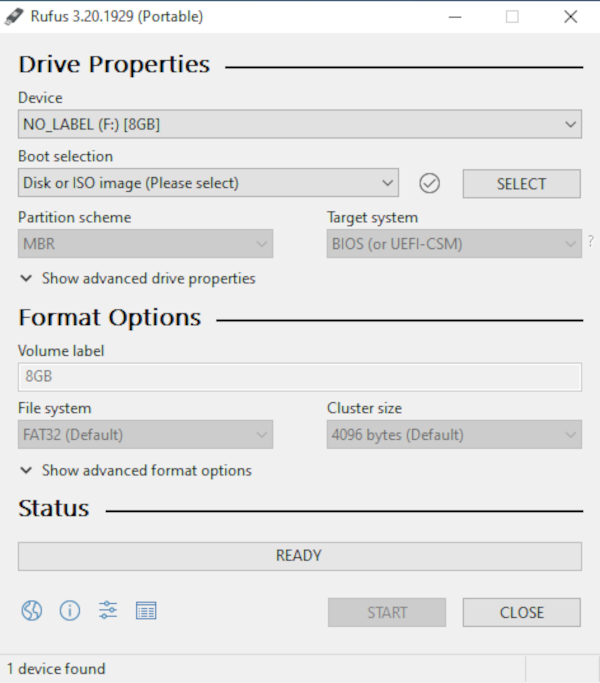 Rufus 3.20.1929 (Portable)
Drive Properties
Device
NO_LABEL (F:) [8GB]
Boot selection
Disk or ISO image (Please select)
SELECT
Partition scheme
Target system
MBR
BIOS (or UEFI-CSM)
?
Show advanced drive properties
Format Options
Volume label
8GB
File system
Cluster size
FAT32 (Default)
4096 bytes (Default)
Show advanced format options
Status
READY
START
CLOSE
1 device found